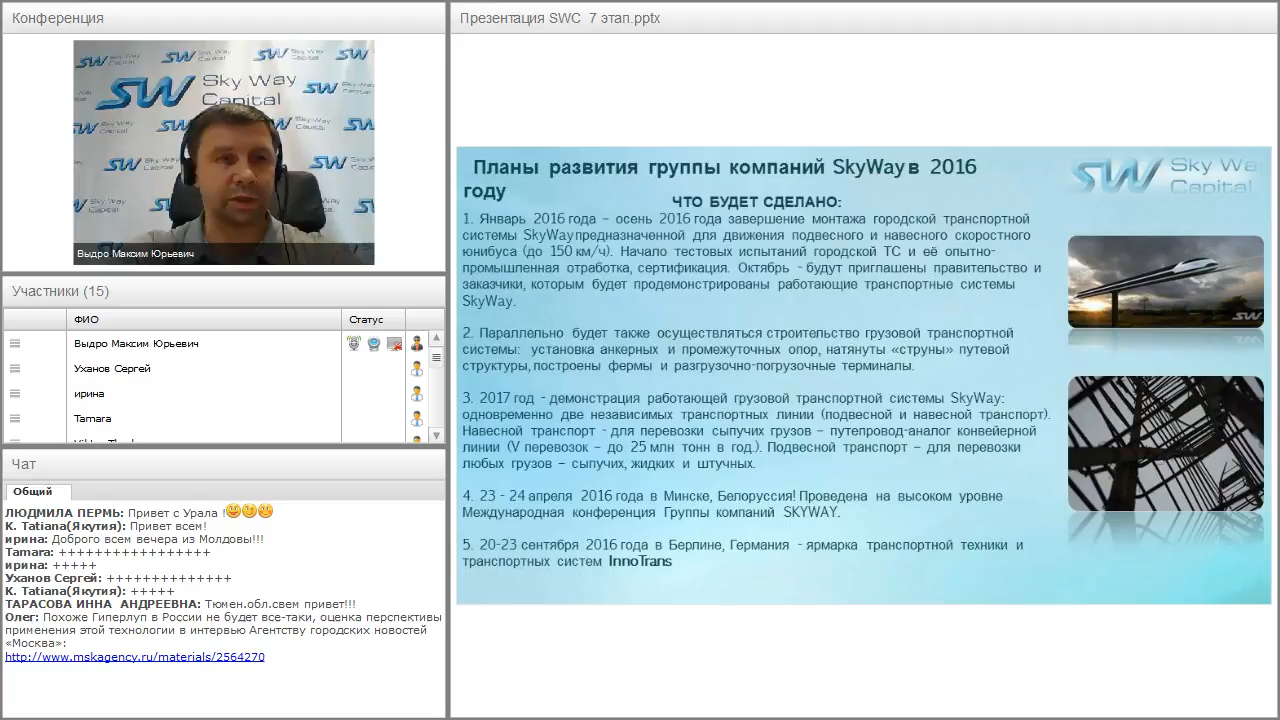 Конференция
SW Sky Way
Capital
Выдро Максим Юрьевич
Участники (15)
ФИО
Статус
Выдро Максим Юрьевич
Уханов Сергей
ирина
Tamara
Чат
Общий
ЛЮДМИЛА ПЕРМЬ: Привет с Урала !
K. Tatiana(Якутия): Привет всем!
ирина: Доброго всем вечера из Молдовы!!!
Tamara: +++++++++++++++++
ирина: +++++
Уханов Сергей: ++++++++++++++
K. Tatiana(Якутия): +++++
ТАРАСОВА ИННА АНДРЕЕВНА: Тюмен.обл.свем привет!!!
Олег: Похоже Гиперлуп в России не будет все-таки, оценка перспективы
применения этой технологии в интервью Агентству городских новостей
«Москва»:
http://www.mskagency.ru/materials/2564270
Презентация SWC 7 этап.pptx
Планы развития группы компаний SkyWay в 2016
году
ЧТО БУДЕТ СДЕЛАНО:
1. Январь 2016 года – осень 2016 года завершение монтажа городской транспортной
системы SkyWay предназначенной для движения подвесного и навесного скоростного
юнибуса (до 150 км/ч). Начало тестовых испытаний городской ТС и её опытно-
промышленная отработка, сертификация. Октябрь - будут приглашены правительство и
заказчики, которым будет продемонстрированы работающие транспортные системы
SkyWay.
2. Параллельно будет также осуществляться строительство грузовой транспортной
системы: установка анкерных и промежуточных опор, натянуты «струны» путевой
структуры, построены фермы и разгрузочно-погрузочные терминалы.
3. 2017 год - демонстрация работающей грузовой транспортной системы SkyWay:
одновременно две независимых транспортных линии (подвесной и навесной транспорт).
Навесной транспорт - для перевозки сыпучих грузов – путепровод-аналог конвейерной
линии (V перевозок – до 25 млн тонн в год.). Подвесной транспорт – для перевозки
любых грузов – сыпучих, жидких и штучных.
4. 23 - 24 апреля 2016 года в Минске, Белоруссия! Проведена на высоком уровне
Международная конференция Группы компаний SKYWAY.
5. 20-23 сентября 2016 года в Берлине, Германия - ярмарка транспортной техники и
транспортных систем InnoTrans
SW Sky Wa
Capital
SW